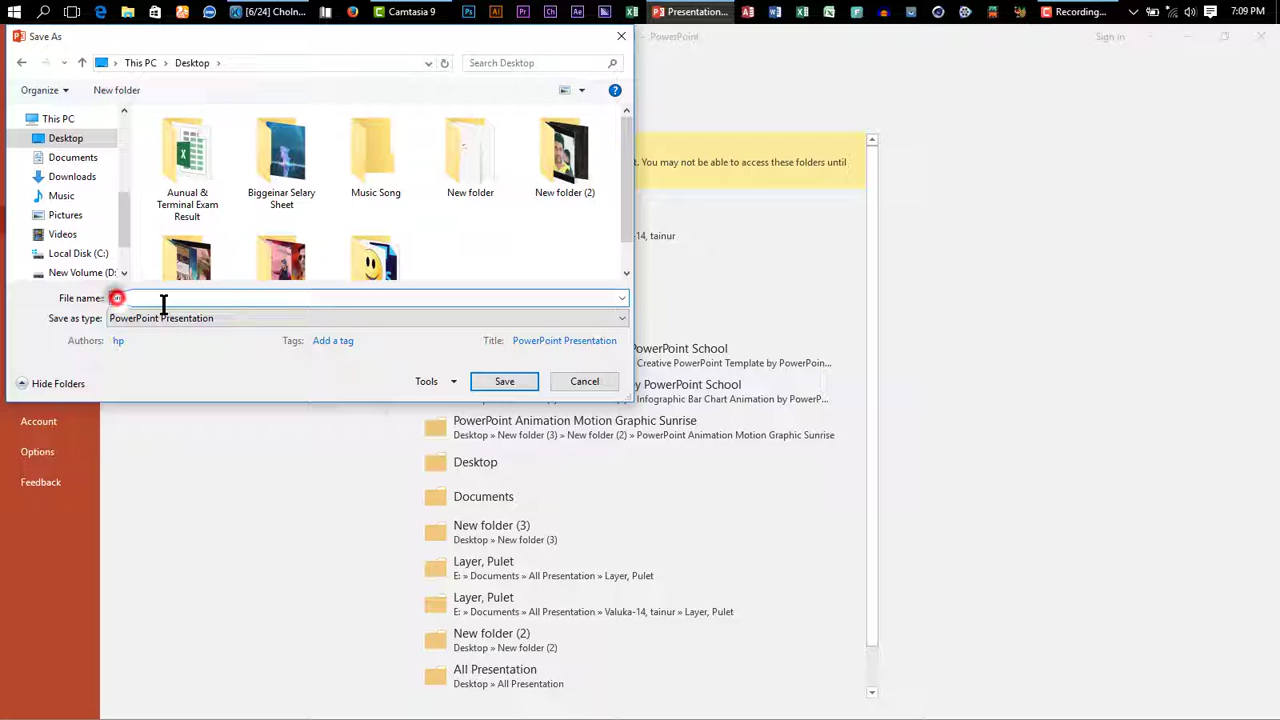 [6/24] Choln...
Camtasia 9
Presentation...
Recording...
7:09 PM
Save As
PowerPoint
Sign in
This PC
Desktop
Search Desktop
Organize
New folder
This PC
Desktop
Documents
Downloads
Music
Pictures
Videos
Local Disk (C:)
New Volume (D:
Aunual &
Terminal Exam
Result
Biggeinar Selary
Sheet
Music Song
New folder
New folder (2)
t. You may not be able to access these folders until
-14, tainur
File name:
Save as type:
PowerPoint Presentation
Authors:
hp
Tags:
Add a tag
Title:
PowerPoint Presentation
Hide Folders
Tools
Save
Cancel
PowerPoint School
Creative PowerPoint Template by PowerPoin...
by PowerPoint School
Infographic Bar Chart Animation by PowerP...
Account
Options
Feedback
PowerPoint Animation Motion Graphic Sunrise
Desktop » New folder (3) » New folder (2) » PowerPoint Animation Motion Graphic Sunrise
Desktop
Documents
New folder (3)
Desktop » New folder (3)
Layer, Pulet
E: » Documents » All Presentation » Layer, Pulet
Layer, Pulet
E: » Documents » All Presentation » Valuka-14, tainur » Layer, Pulet
New folder (2)
Desktop » New folder (2)
All Presentation
Desktop » All Presentation